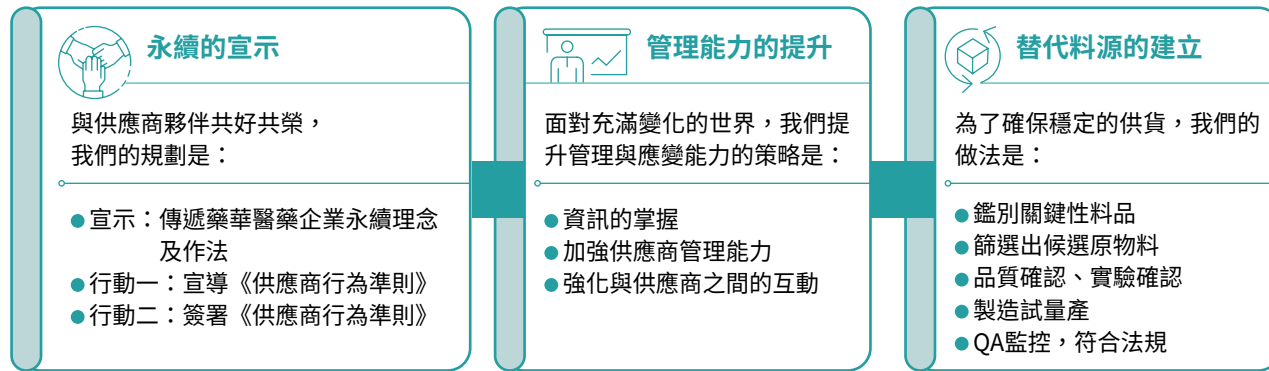 永續的宣示
與供應商夥伴共好共榮，
我們的規劃是：
●宣示：傳遞藥華醫藥企業永續理念
及作法
●行動一：宣導《供應商行為準則》
●行動二：簽署《供應商行為準則》
管理能力的提升
面對充滿變化的世界，我們提
升管理與應變能力的策略是：
●資訊的掌握
●加強供應商管理能力
●強化與供應商之間的互動
替代料源的建立
為了確保穩定的供貨，我們的
做法是：
●鑑別關鍵性料品
●篩選出候選原物料
●品質確認、實驗確認
●製造試量產
●QA監控，符合法規